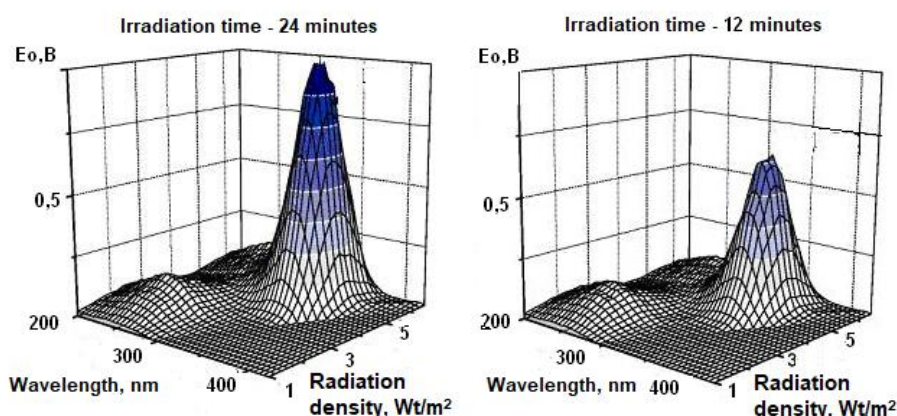 Irradiation time - 24 minutes
Eo,B
0,5
200
300
400
1
3
5
Wavelength, nm
Radiation
density, Wt/m²
Irradiation time - 12 minutes
Eo,B
0,5
200
300
400
1
3
5
Wavelength, nm
Radiation
density, Wt/m²